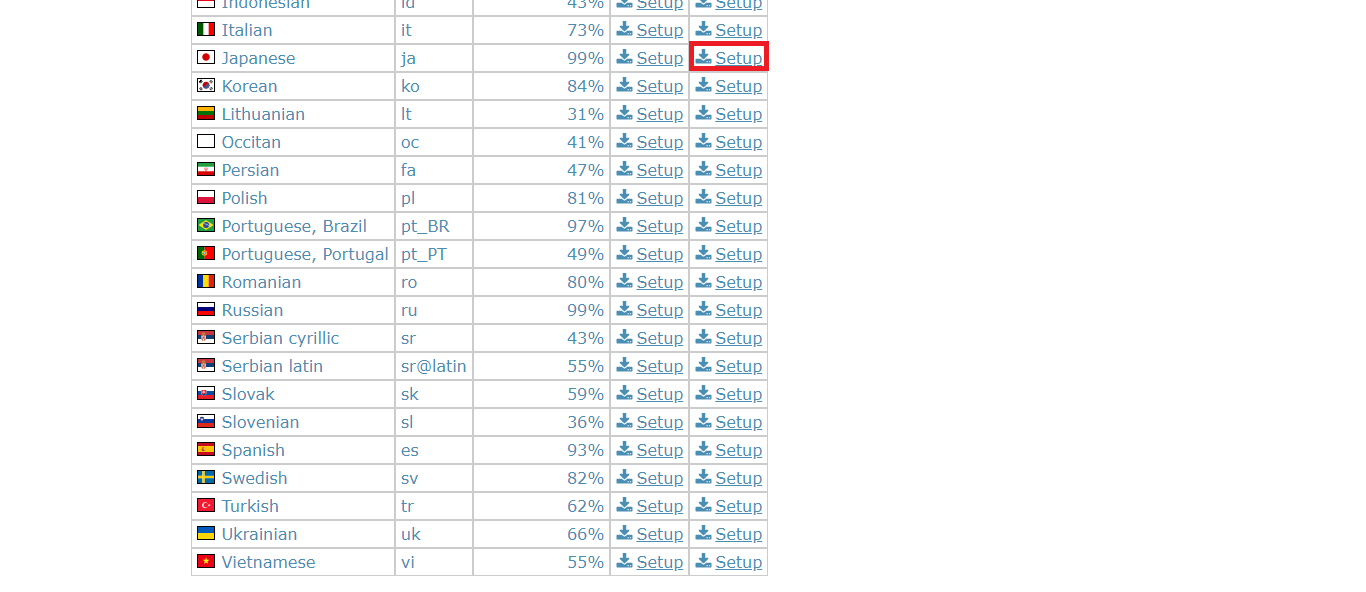 Indonesian id 43% Setup Setup
Italian it 73% Setup Setup
Japanese ja 99% Setup Setup
Korean ko 84% Setup Setup
Lithuanian lt 31% Setup Setup
Occitan oc 41% Setup Setup
Persian fa 47% Setup Setup
Polish pl 81% Setup Setup
Portuguese, Brazil pt_BR 97% Setup Setup
Portuguese, Portugal pt_PT 49% Setup Setup
Romanian ro 80% Setup Setup
Russian ru 99% Setup Setup
Serbian cyrillic sr 43% Setup Setup
Serbian latin sr@latin 55% Setup Setup
Slovak sk 59% Setup Setup
Slovenian sl 36% Setup Setup
Spanish es 93% Setup Setup
Swedish sv 82% Setup Setup
Turkish tr 62% Setup Setup
Ukrainian uk 66% Setup Setup
Vietnamese vi 55% Setup Setup